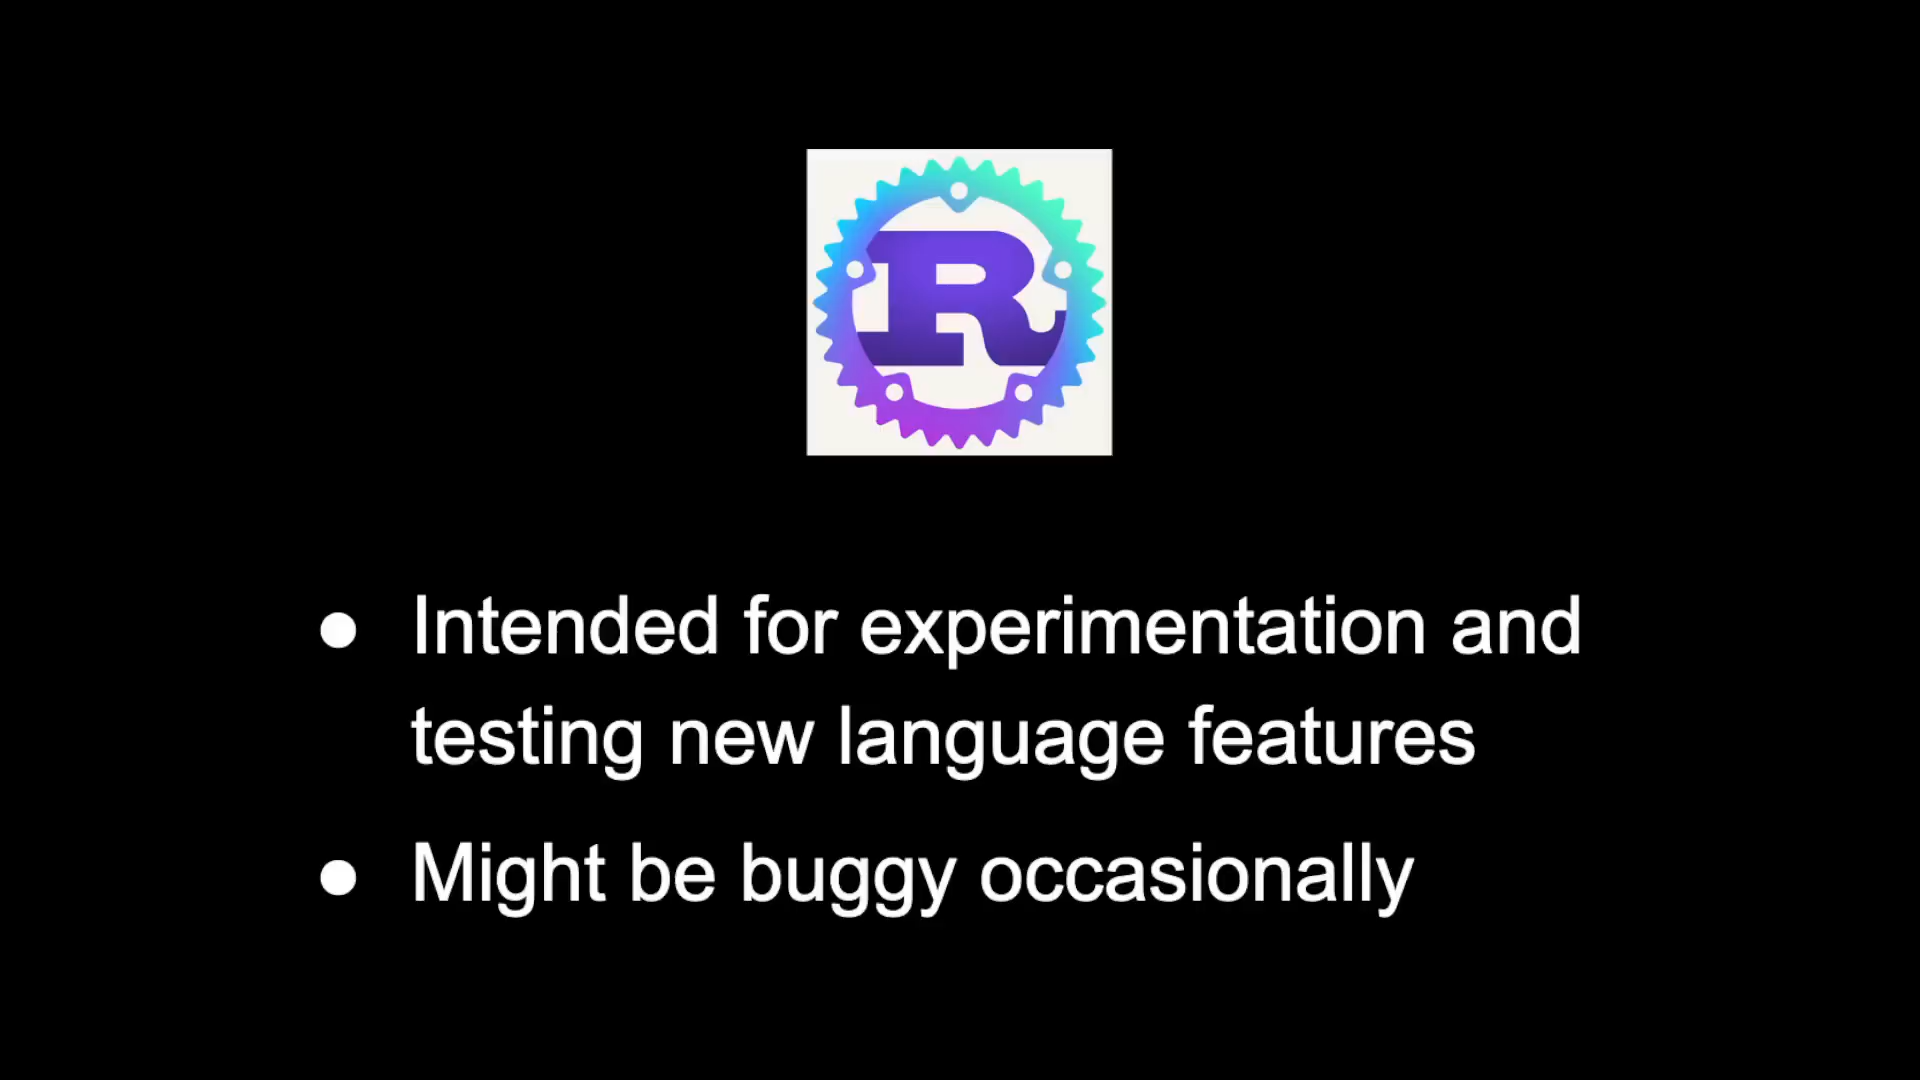 R
● Intended for experimentation and
testing new language features
● Might be buggy occasionally